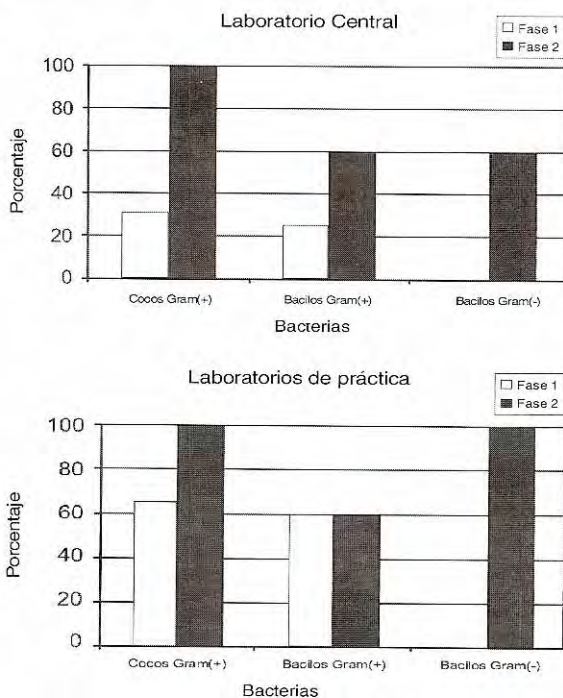 Laboratorio Central
Fase 1
Fase 2
Porcentaje
100
80
60
40
20
0
Cocos Gram(+)
Bacilos Gram(+)
Bacilos Gram(-)
Bacterias
Laboratorios de práctica
Fase 1
Fase 2
Porcentaje
100
80
60
40
20
0
Cocos Gram(+)
Bacilos Gram(+)
Bacilos Gram(-)
Bacterias